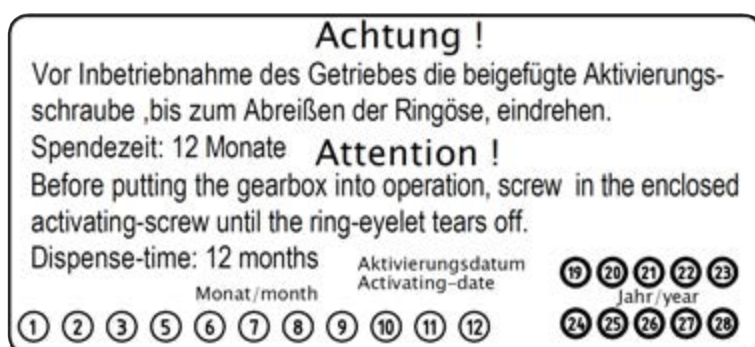 Achtung !
Vor Inbetriebnahme des Getriebes die beigefügte Aktivierungs-
schraube ,bis zum Abreißen der Ringöse, eindrehen.
Spendezeit: 12 Monate Attention !
Before putting the gearbox into operation, screw in the enclosed
activating-screw until the ring-eyelet tears off.
Dispense-time: 12 months
Aktivierungsdatum
Activating-date
19 20 21 22 23
Monat/month
Jahr/year
1 2 3 5 6 7 8 9 10 11 12
24 25 26 27 28